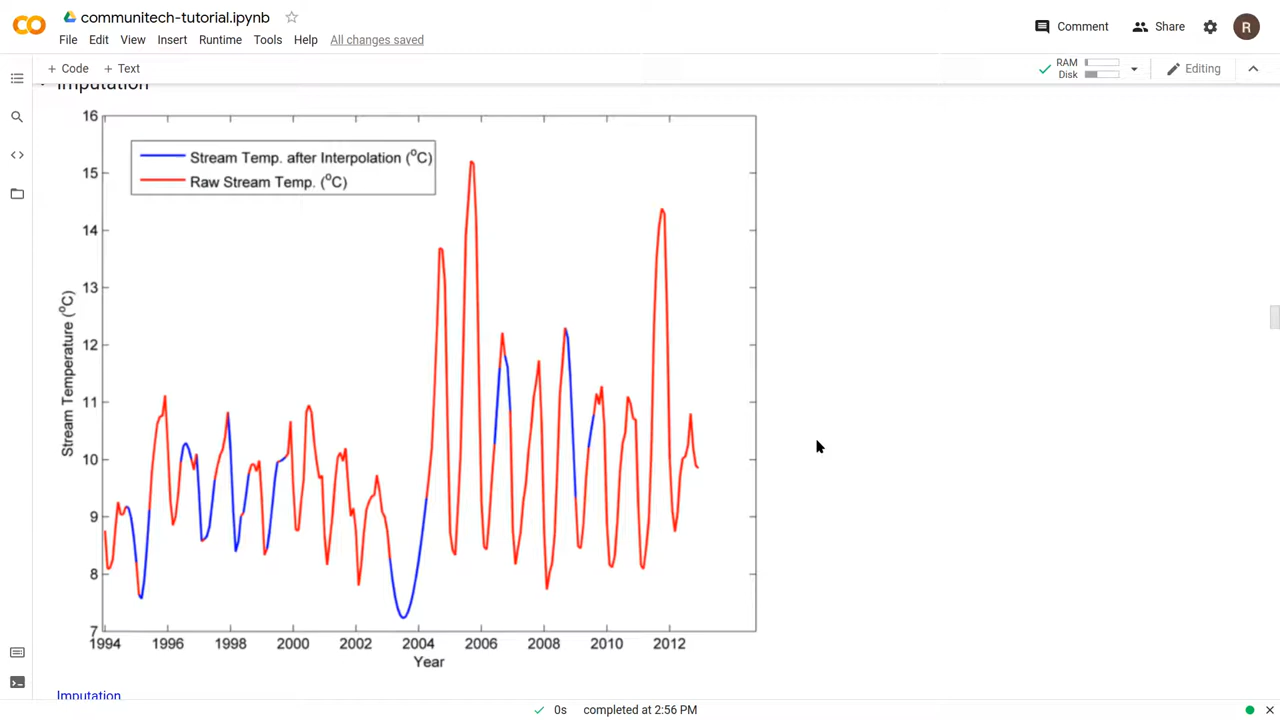 communitech-tutorial.ipynb
Comment
Share
R
File Edit View Insert Runtime Tools Help All changes saved
+ Code + Text
RAM
Disk
Editing
Imputation
16
15
14
13
12
11
10
9
8
7
Stream Temp. after Interpolation (°C)
Raw Stream Temp. (°C)
Stream Temperature (°C)
1994 1996 1998 2000 2002 2004 2006 2008 2010 2012
Year
Imputation
0s completed at 2:56 PM